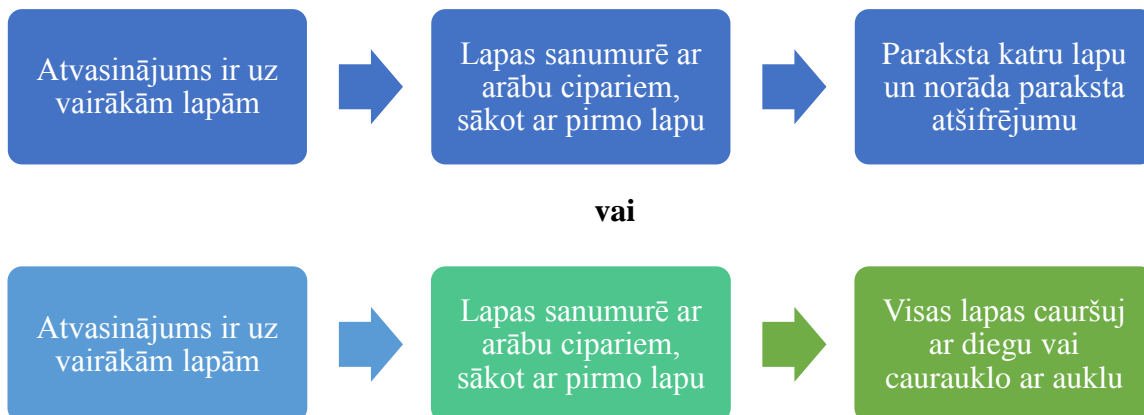 Atvasinājums ir uz
vairākām lapām
Lapas sanumurē ar
arābu cipariem,
sākot ar pirmo lapu
Paraksta katru lapu
un norāda paraksta
atšifrējumu
vai
Atvasinājums ir uz
vairākām lapām
Lapas sanumurē ar
arābu cipariem,
sākot ar pirmo lapu
Visas lapas cauršuj
ar diegu vai
caurauklo ar auklu